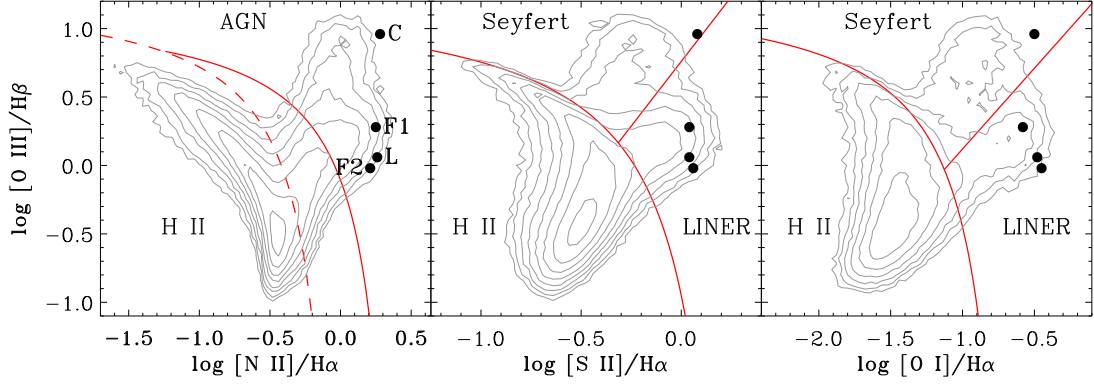 AGN Seyfert Seyfert
1.0
0.5
0.0
−0.5
−1.0
log [O III]/Hβ
C
F1
L
F2
H II H II LINER H II LINER
−1.5 −1.0 −0.5 0.0 0.5 −1.0 −0.5 0.0 −2.0 −1.5 −1.0 −0.5
log [N II]/Hα log [S II]/Hα log [O I]/Hα